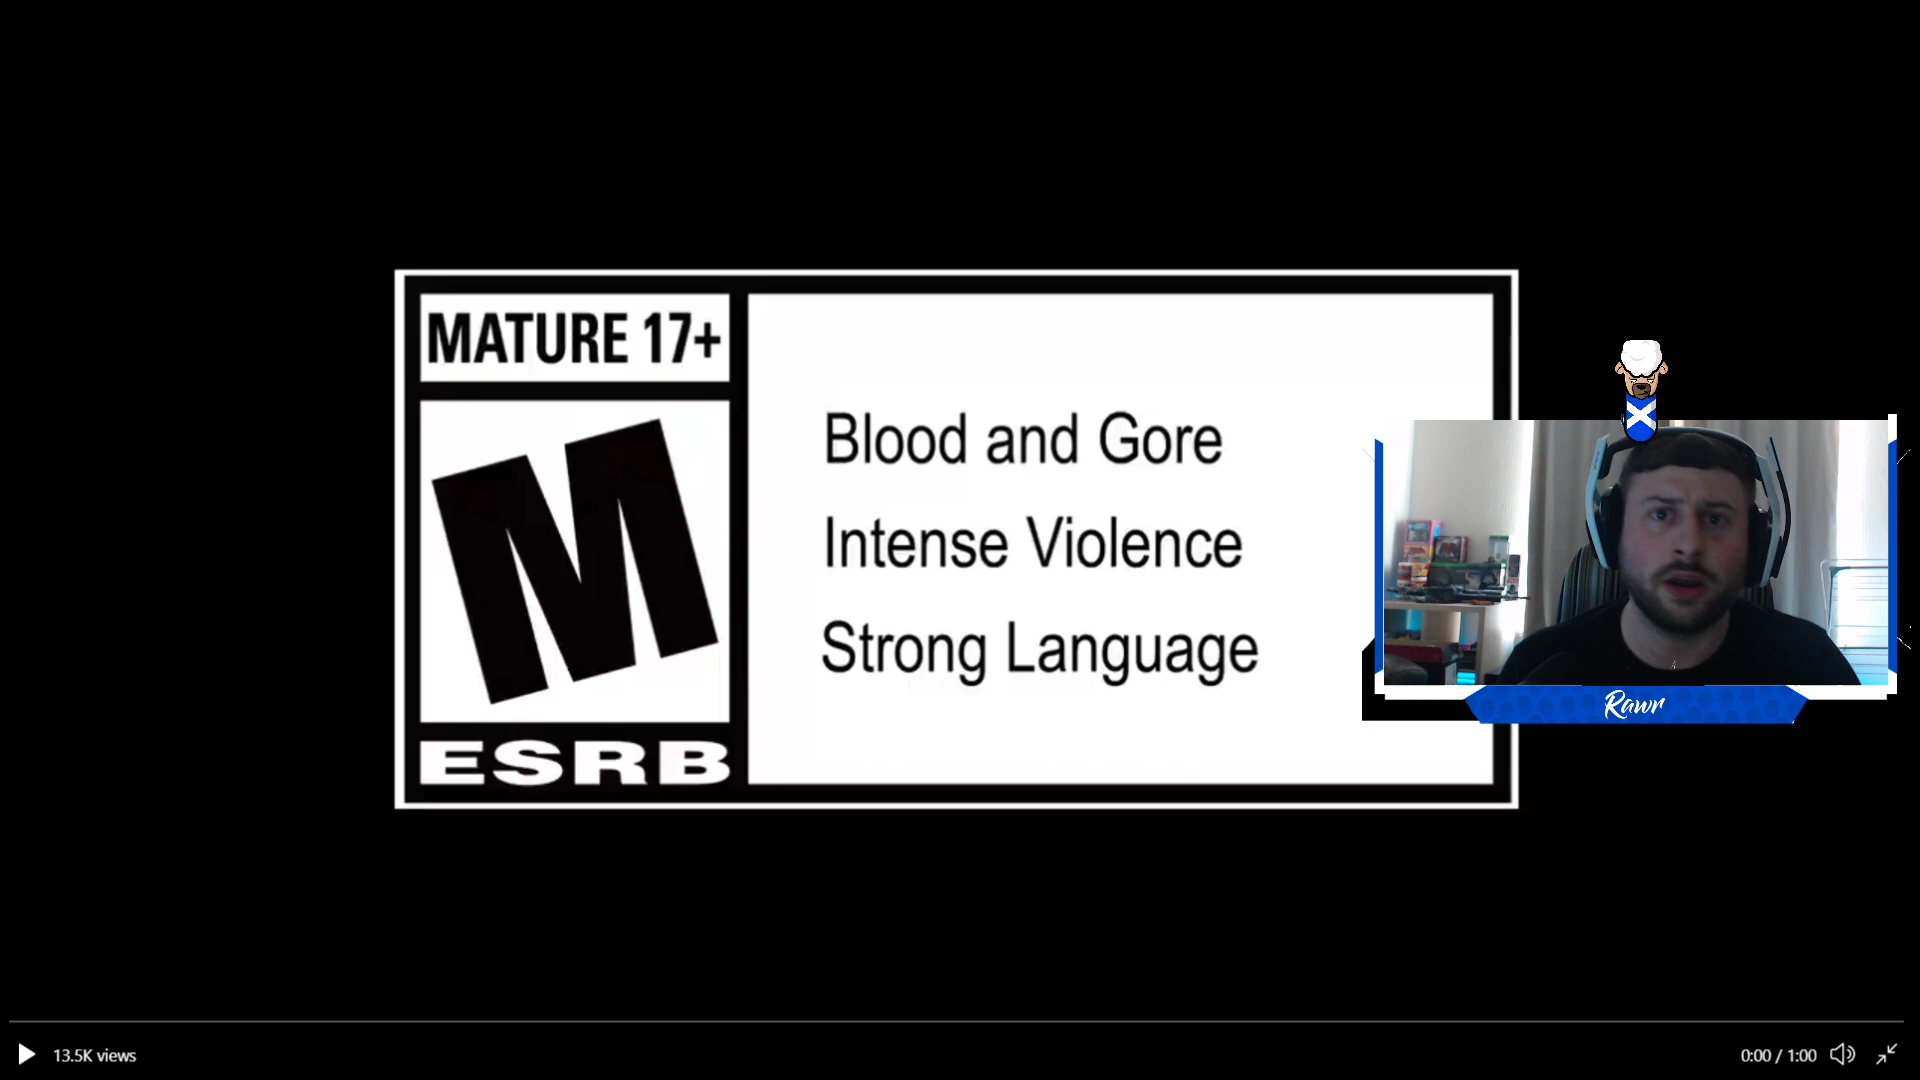 MATURE 17+
M
ESRB
Blood and Gore
Intense Violence
Strong Language
Rawr
13.5K views
0:00 / 1:00